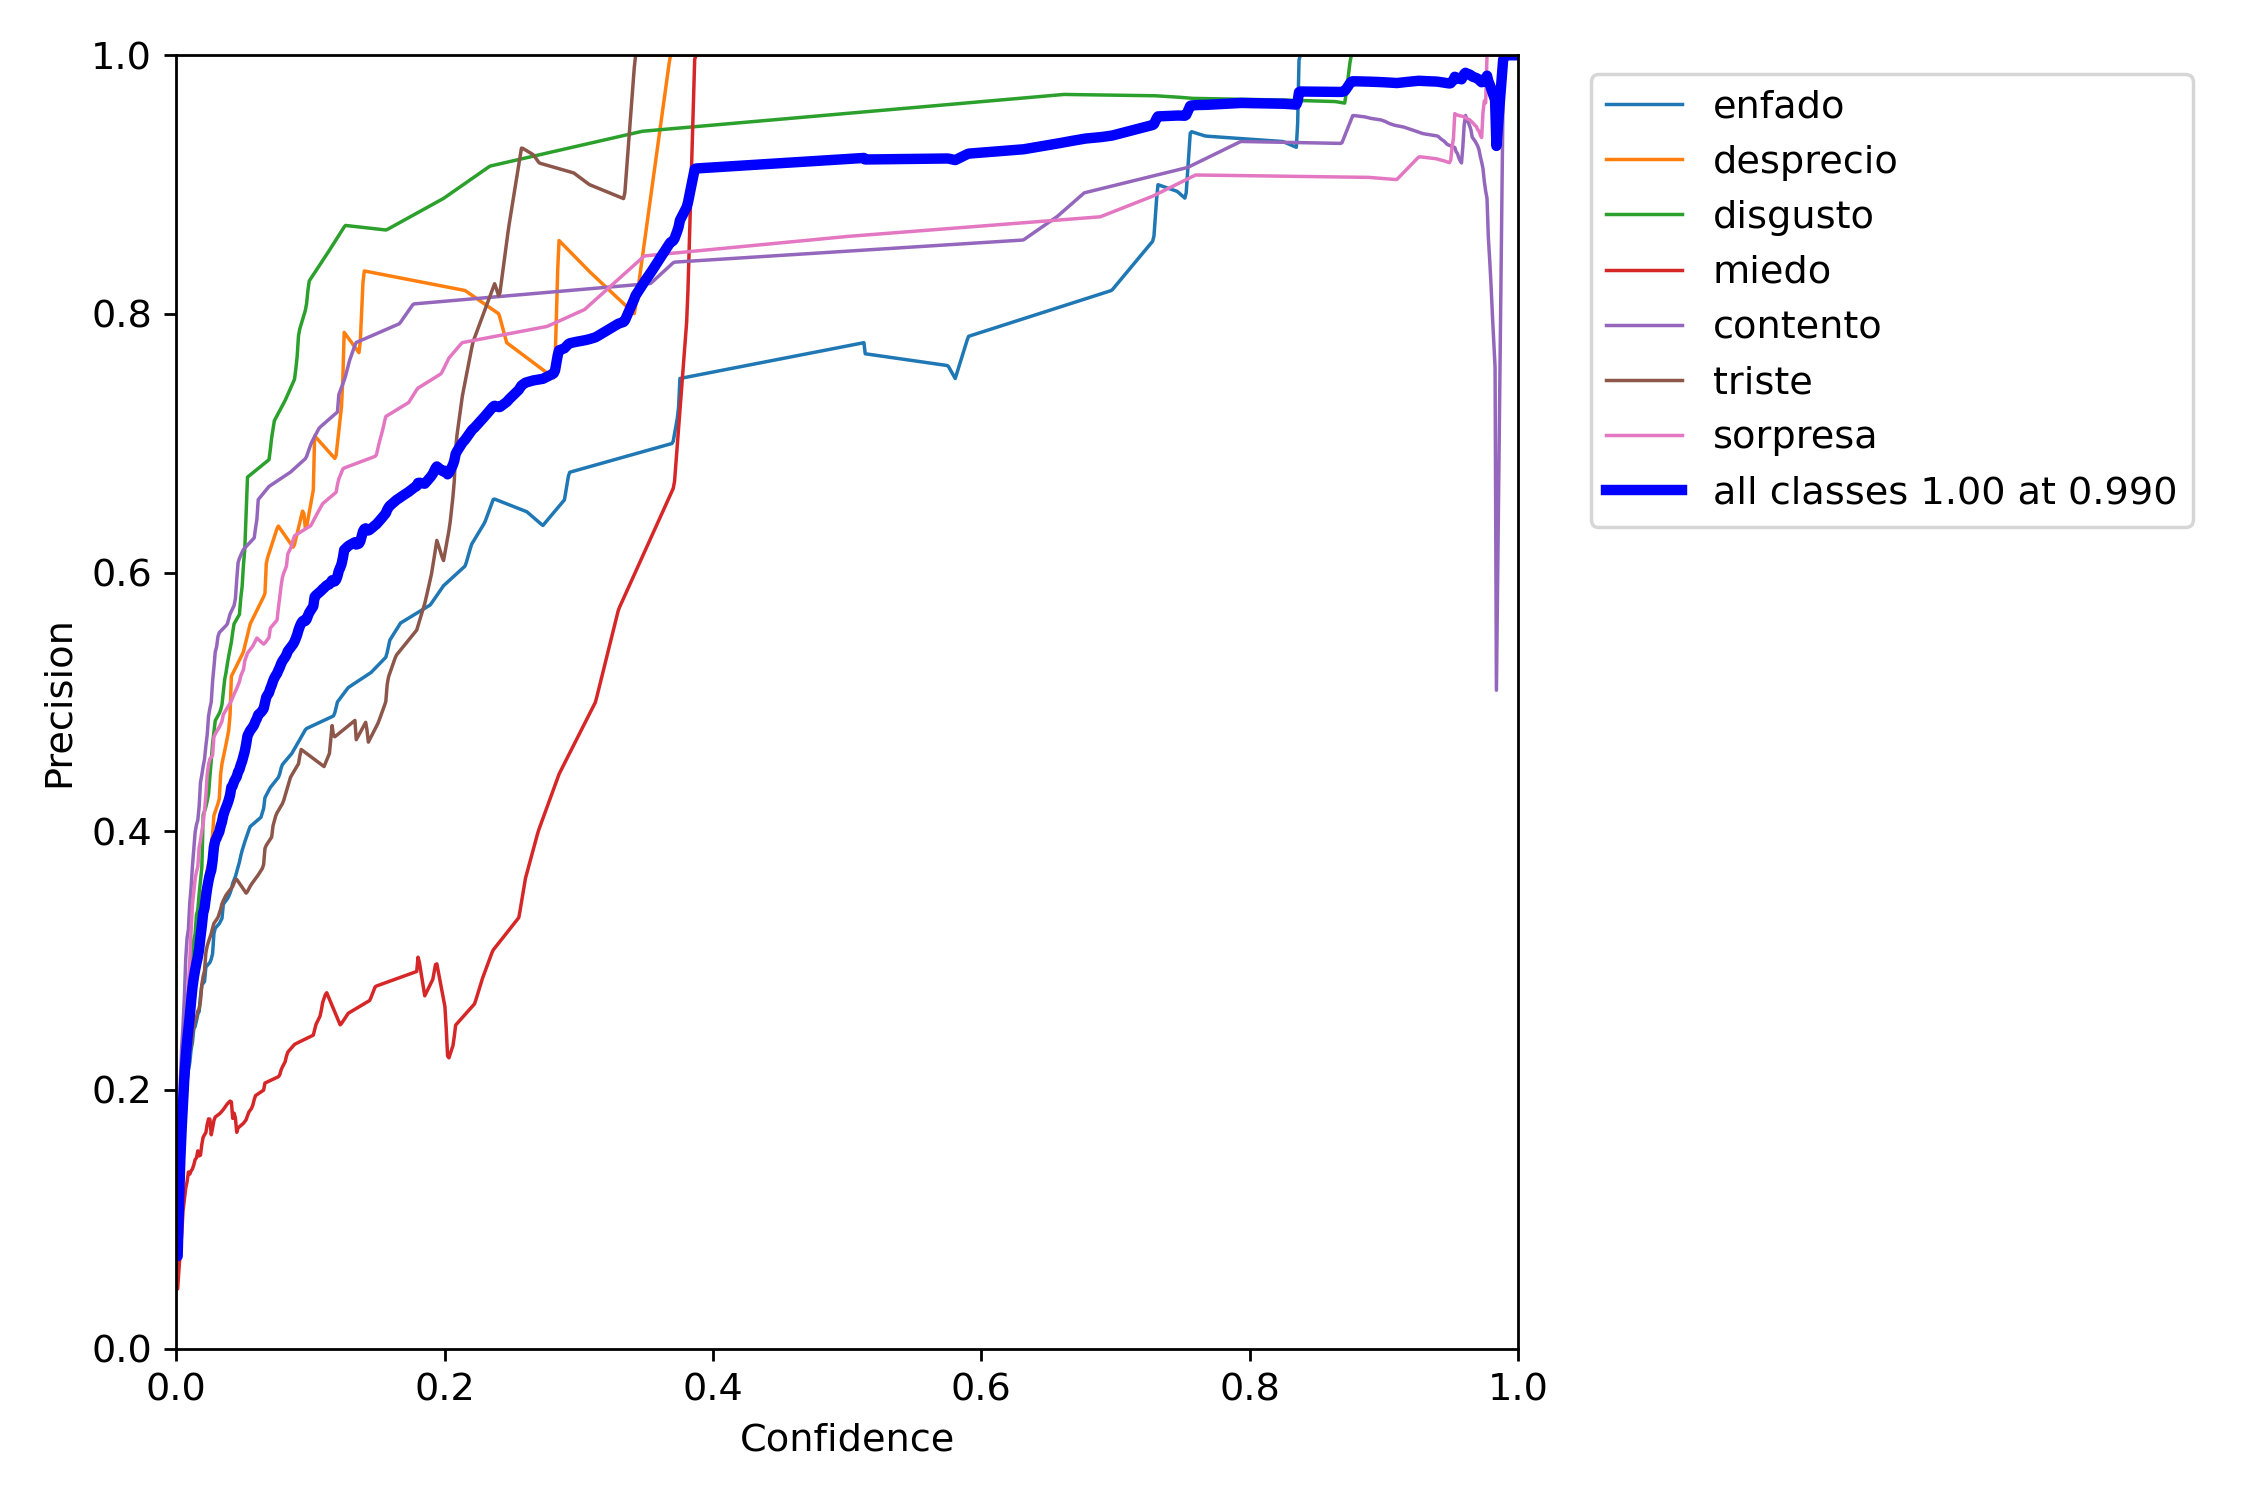 1.0
0.8
0.6
0.4
0.2
0.0
Precision
0.0 0.2 0.4 0.6 0.8 1.0
Confidence
enfado
desprecio
disgusto
miedo
contento
triste
sorpresa
all classes 1.00 at 0.990